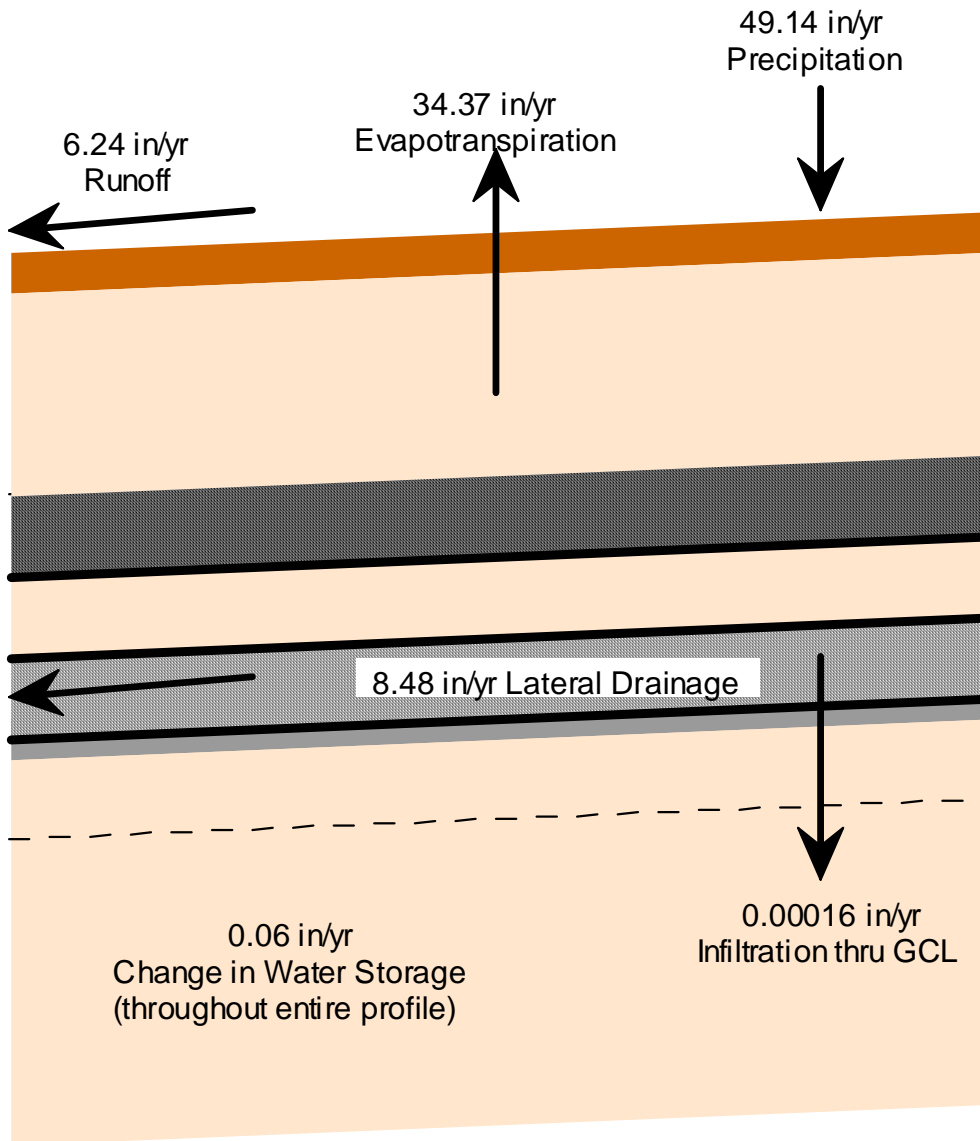 49.14 in/yr
Precipitation
34.37 in/yr
Evapotranspiration
6.24 in/yr
Runoff
8.48 in/yr Lateral Drainage
0.06 in/yr
Change in Water Storage
(throughout entire profile)
0.00016 in/yr
Infiltration thru GCL